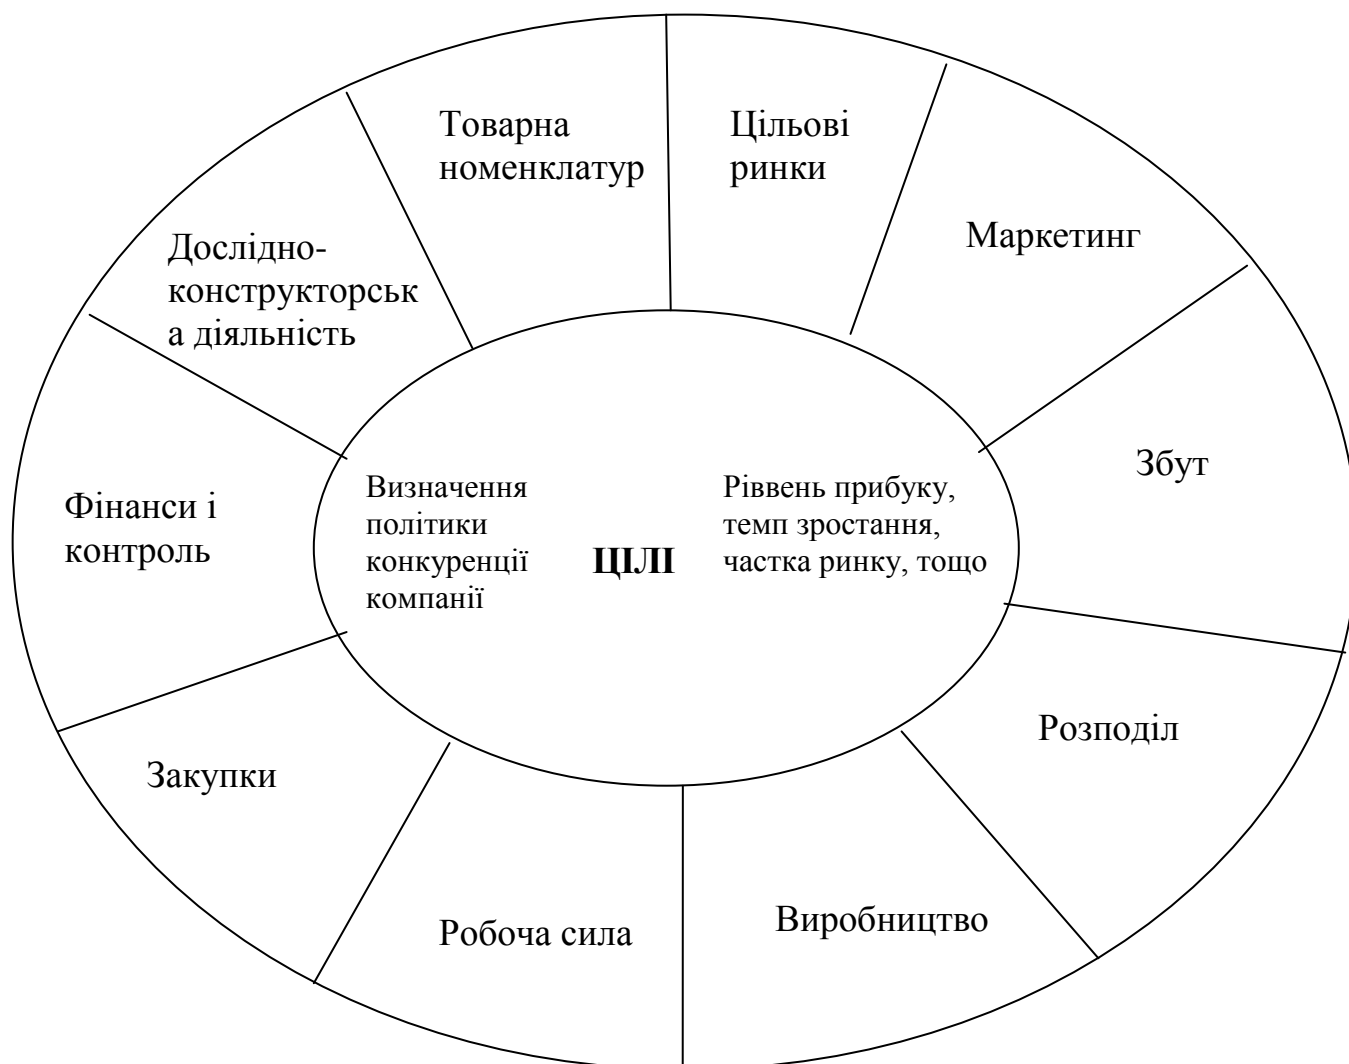 Товарна
номенклатур
Цільові
ринки
Маркетинг
Збут
Розподіл
Виробництво
Робоча сила
Закупки
Фінанси і
контроль
Дослідно-
конструкторськ
а діяльність
Визначення
політики
конкуренції
компанії
ЦІЛІ
Ріввень прибуку,
темп зростання,
частка ринку, тощо